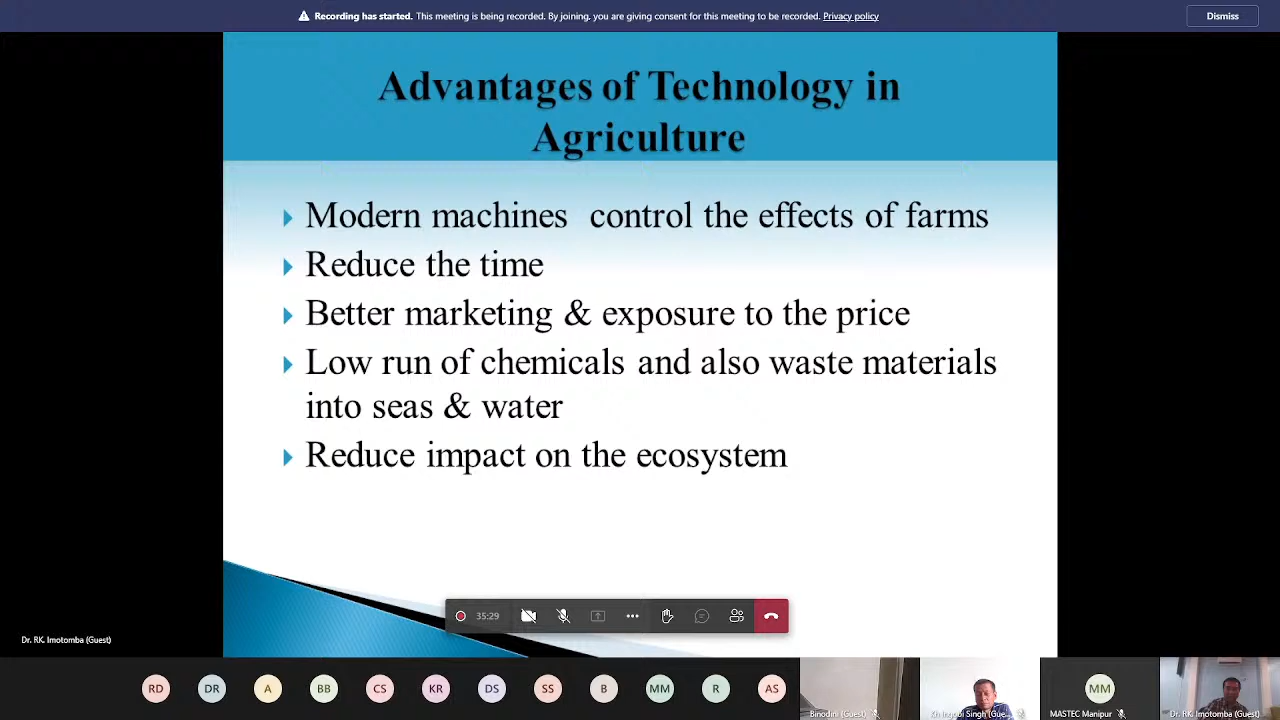 Recording has started. This meeting is being recorded. By joining, you are giving consent for this meeting to be recorded. Privacy policy
Dismiss
Advantages of Technology in
Agriculture
Modern machines control the effects of farms
Reduce the time
Better marketing & exposure to the price
Low run of chemicals and also waste materials
into seas & water
Reduce impact on the ecosystem
35:29
Dr. RK. Imotomba (Guest)
RD DR A BB CS KR DS SS B MM R AS MM
Binodini (Guest) Singh (Gue... MASTEC Manipur Dr. RK. Imotomba (Guest)